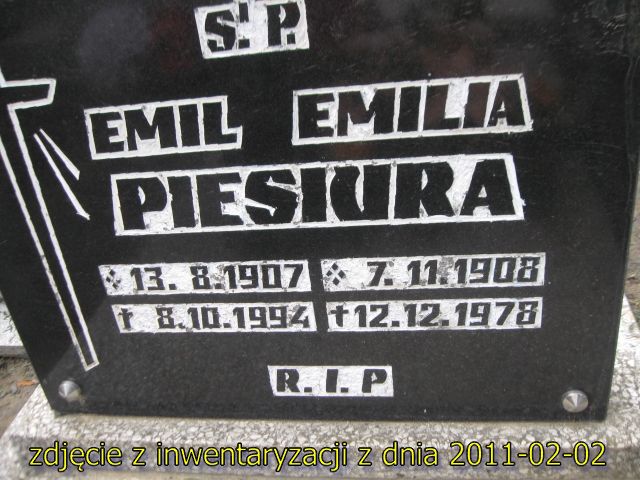 Ś.P.
EMIL EMILIA
PIESIURA
13. 8.1907 7. 11.1908
† 8.10.1994 † 12.12.1978
R. I. P
zdjęcie z inwentaryzacji z dnia 2011-02-02